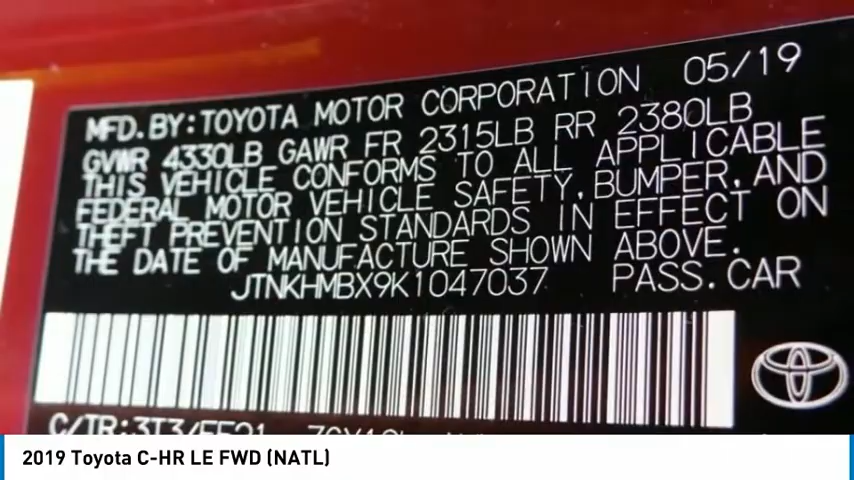 MFD.BY:TOYOTA MOTOR CORPORATION 05/19
GVWR 4330LB GAWR FR 2315LB RR 2380LB
THIS VEHICLE CONFORMS TO ALL APPLICABLE
FEDERAL MOTOR VEHICLE SAFETY, BUMPER, AND
THEFT PREVENTION STANDARDS IN EFFECT ON
THE DATE OF MANUFACTURE SHOWN ABOVE.
JTNKHMBX9K1047037 PASS.CAR
2019 Toyota C-HR LE FWD (NATL)